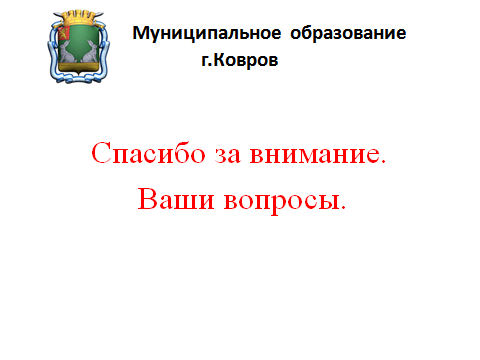 Муниципальное образование
г.Ковров
Спасибо за внимание.
Ваши вопросы.